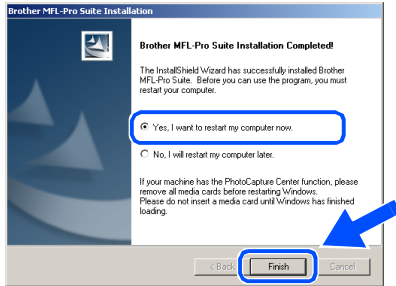 Brother MFL-Pro Suite Installation
Brother MFL-Pro Suite Installation Completed!
The InstallShield Wizard has successfully installed Brother
MFL-Pro Suite. Before you can use the program, you must
restart your computer.
Yes, I want to restart my computer now.
No, I will restart my computer later.
If your machine has the PhotoCapture Center function, please
remove all media cards before restarting Windows.
Please do not insert a media card until Windows has finished
loading.
< Back
Finish
Cancel